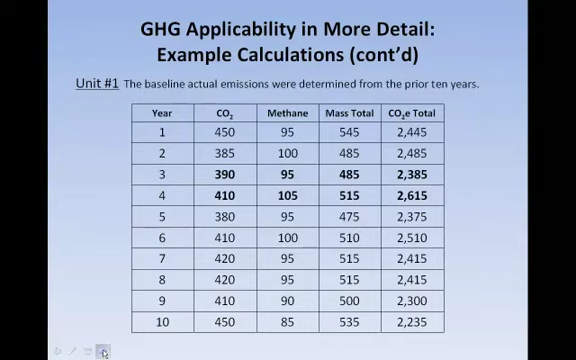 GHG Applicability in More Detail:
Example Calculations (cont'd)
Unit #1 The baseline actual emissions were determined from the prior ten years.
Year CO₂ Methane Mass Total CO₂e Total
1 450 95 545 2,445
2 385 100 485 2,485
3 390 95 485 2,385
4 410 105 515 2,615
5 380 95 475 2,375
6 410 100 510 2,510
7 420 95 515 2,415
8 420 95 515 2,415
9 410 90 500 2,300
10 450 85 535 2,235